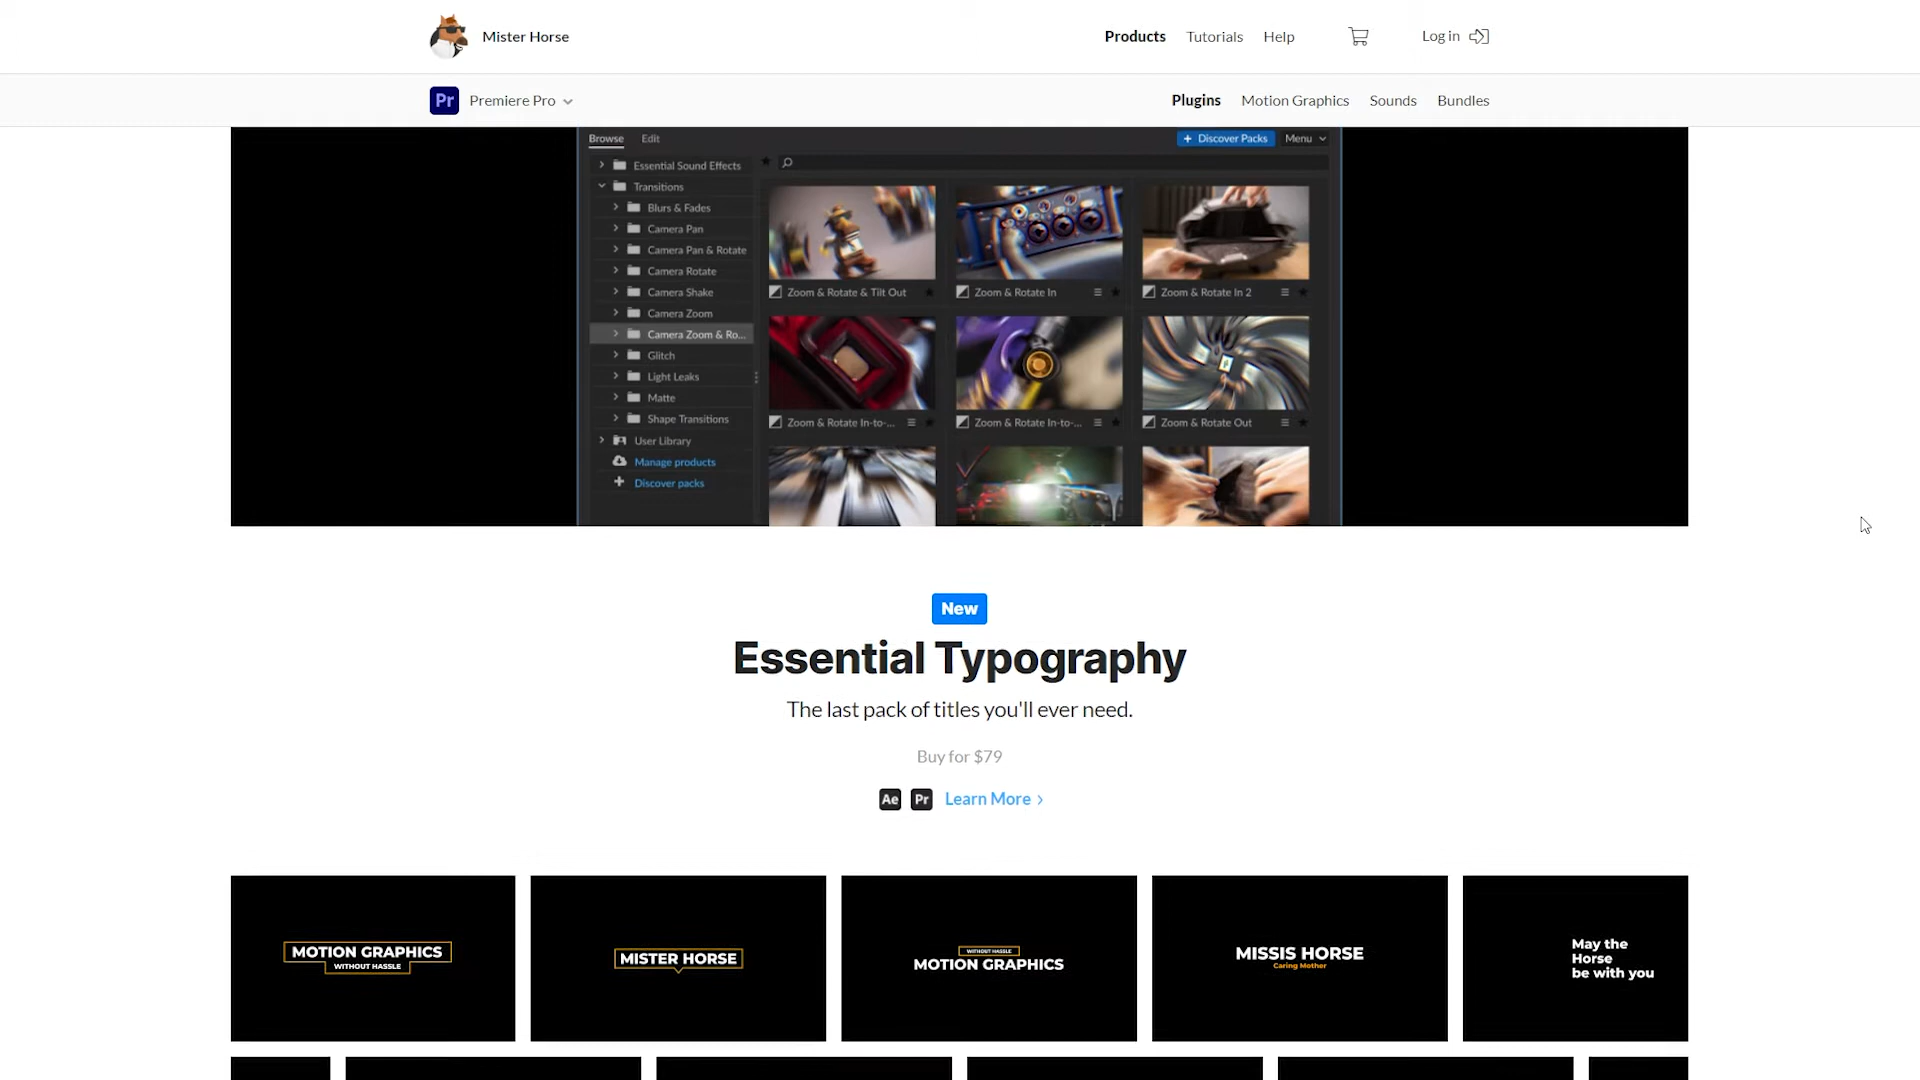 Mister Horse
Products
Tutorials
Help
Log in
Pr
Premiere Pro
Plugins
Motion Graphics
Sounds
Bundles
Browse
Edit
+ Discover Packs
Menu
Essential Sound Effects
Transitions
Blurs & Fades
Camera Pan
Camera Pan & Rotate
Camera Rotate
Camera Shake
Camera Zoom
Camera Zoom & Ro...
Glitch
Light Leaks
Matte
Shape Transitions
User Library
Manage products
Discover packs
Zoom & Rotate & Tilt Out
Zoom & Rotate In
Zoom & Rotate In 2
Zoom & Rotate In-to-...
Zoom & Rotate In-to-...
Zoom & Rotate Out
New
Essential Typography
The last pack of titles you'll ever need.
Buy for $79
Ae Pr Learn More
MOTION GRAPHICS
WITHOUT HASSLE
MISTER HORSE
WITHOUT HASSLE
MOTION GRAPHICS
MISSIS HORSE
Caring Mother
May the
Horse
be with you